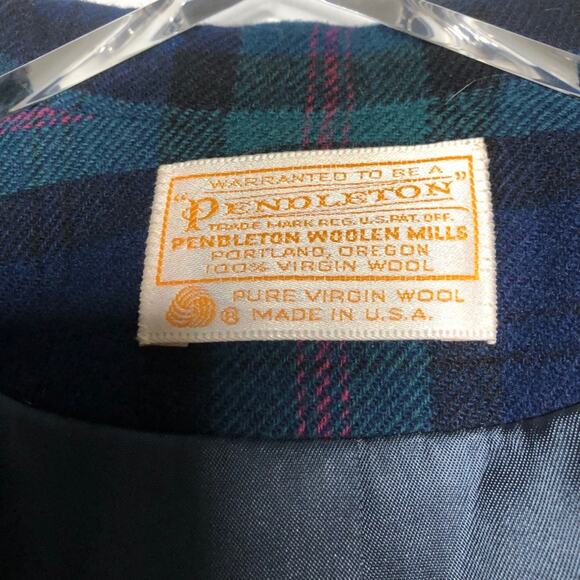 WARRANTED TO BE A
"PENDLETON"
TRADE MARK REG. U.S. PAT. OFF.
PENDLETON WOOLEN MILLS
PORTLAND, OREGON
100% VIRGIN WOOL
PURE VIRGIN WOOL
® MADE IN U.S.A.